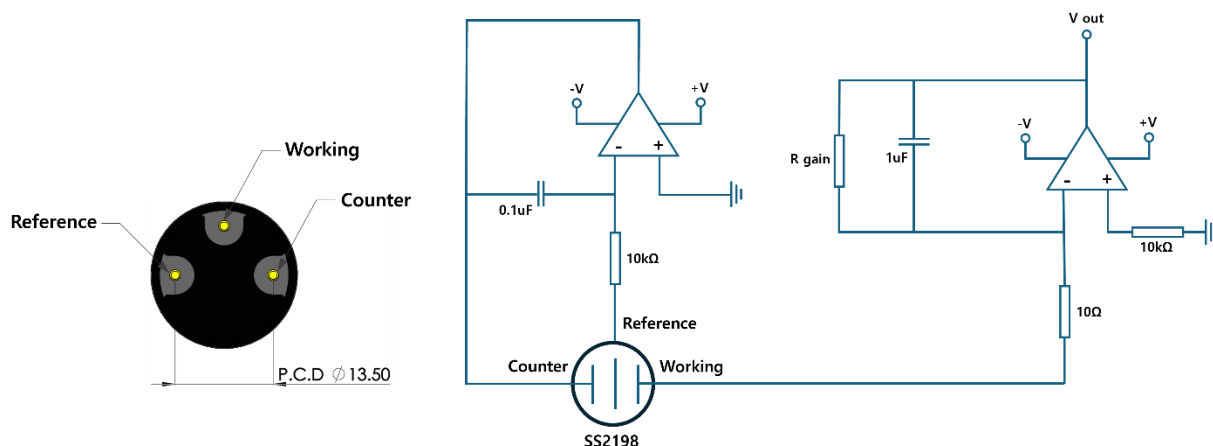 Working
Reference
Counter
P.C.D ∅ 13.50
-V
+V
-
+
0.1uF
10kΩ
Reference
Counter
Working
SS2198
V out
R gain
1uF
-V
+V
-
+
10kΩ
10Ω